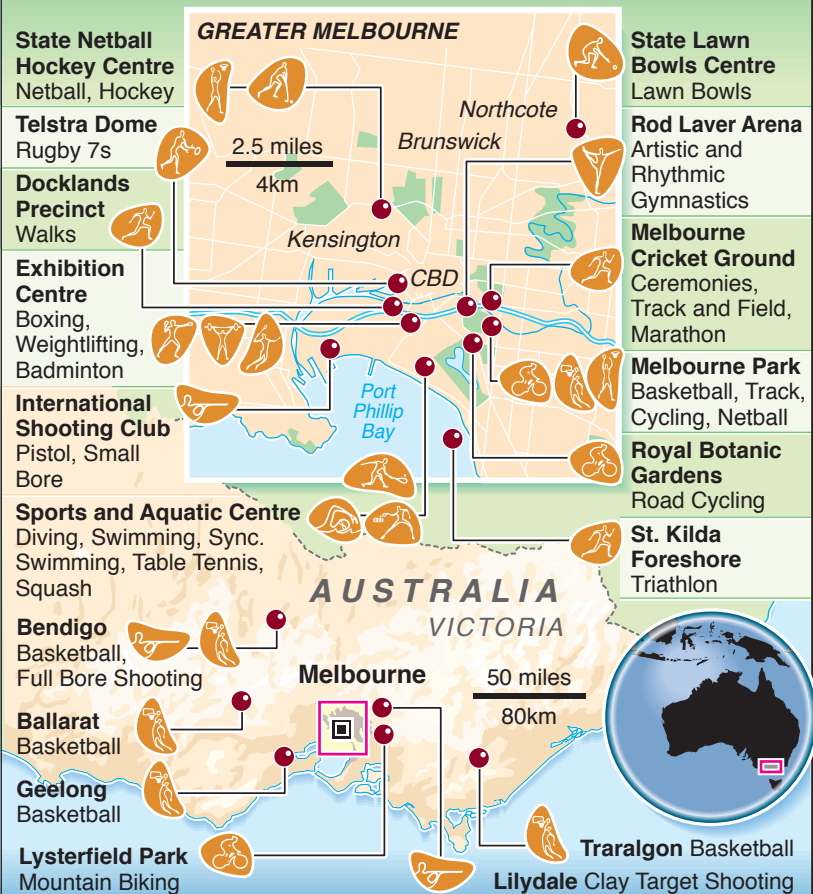 GREATER MELBOURNE
State Netball
Hockey Centre
Netball, Hockey
Telstra Dome
Rugby 7s
Docklands
Precinct
Walks
Exhibition
Centre
Boxing,
Weightlifting,
Badminton
International
Shooting Club
Pistol, Small
Bore
Sports and Aquatic Centre
Diving, Swimming, Sync.
Swimming, Table Tennis,
Squash
Bendigo
Basketball,
Full Bore Shooting
Ballarat
Basketball
Geelong
Basketball
Lysterfield Park
Mountain Biking
Northcote
Brunswick
2.5 miles
4km
Kensington
CBD
Port
Phillip
Bay
State Lawn
Bowls Centre
Lawn Bowls
Rod Laver Arena
Artistic and
Rhythmic
Gymnastics
Melbourne
Cricket Ground
Ceremonies,
Track and Field,
Marathon
Melbourne Park
Basketball, Track,
Cycling, Netball
Royal Botanic
Gardens
Road Cycling
St. Kilda
Foreshore
Triathlon
AUSTRALIA
VICTORIA
Melbourne
50 miles
80km
Traralgon Basketball
Lilydale Clay Target Shooting